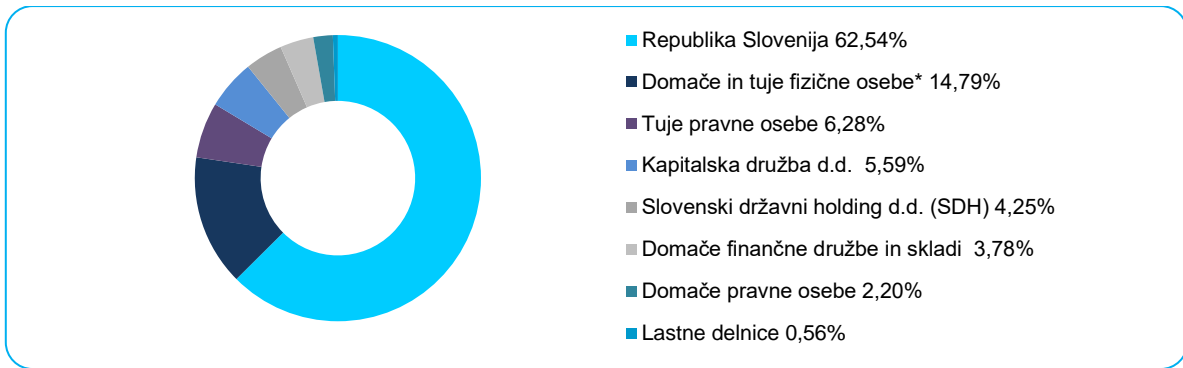 Republika Slovenija 62,54%
Domače in tuje fizične osebe* 14,79%
Tuje pravne osebe 6,28%
Kapitalska družba d.d. 5,59%
Slovenski državni holding d.d. (SDH) 4,25%
Domače finančne družbe in skladi 3,78%
Domače pravne osebe 2,20%
Lastne delnice 0,56%